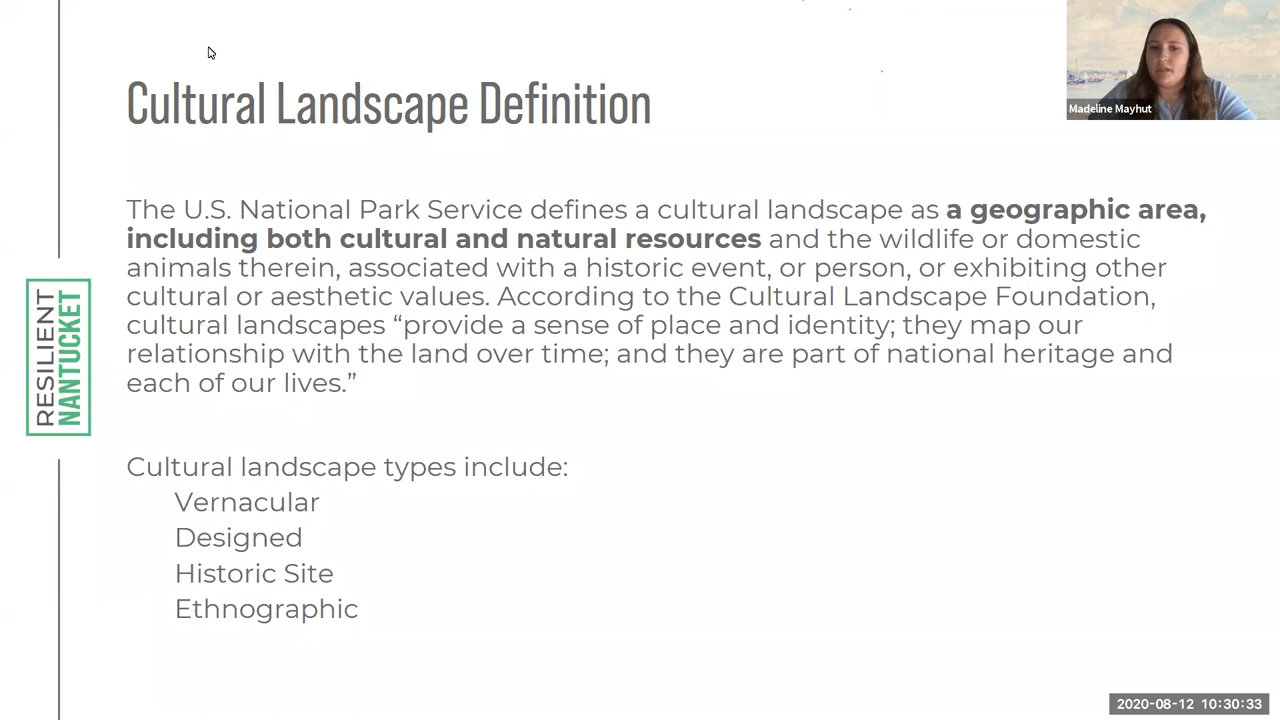 Cultural Landscape Definition
Madeline Mayhut
The U.S. National Park Service defines a cultural landscape as a geographic area,
including both cultural and natural resources and the wildlife or domestic
animals therein, associated with a historic event, or person, or exhibiting other
cultural or aesthetic values. According to the Cultural Landscape Foundation,
cultural landscapes “provide a sense of place and identity; they map our
relationship with the land over time; and they are part of national heritage and
each of our lives.”
RESILIENT
NANTUCKET
Cultural landscape types include:
Vernacular
Designed
Historic Site
Ethnographic
2020-08-12 10:30:33